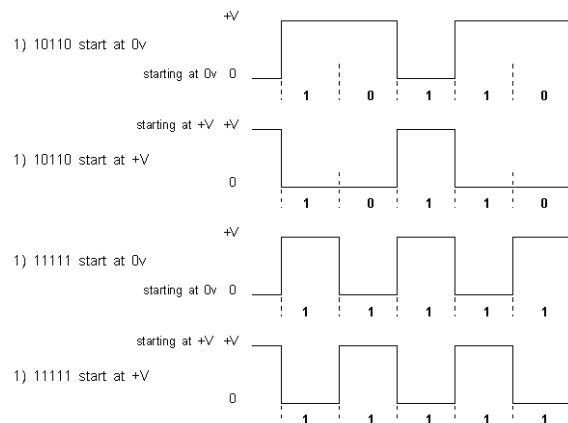 +V
1) 10110 start at 0v
starting at 0v 0
1 0 1 1 0
starting at +V +V
1) 10110 start at +V
0
1 0 1 1 0
+V
1) 11111 start at 0v
starting at 0v 0
1 1 1 1 1
starting at +V +V
1) 11111 start at +V
0
1 1 1 1 1